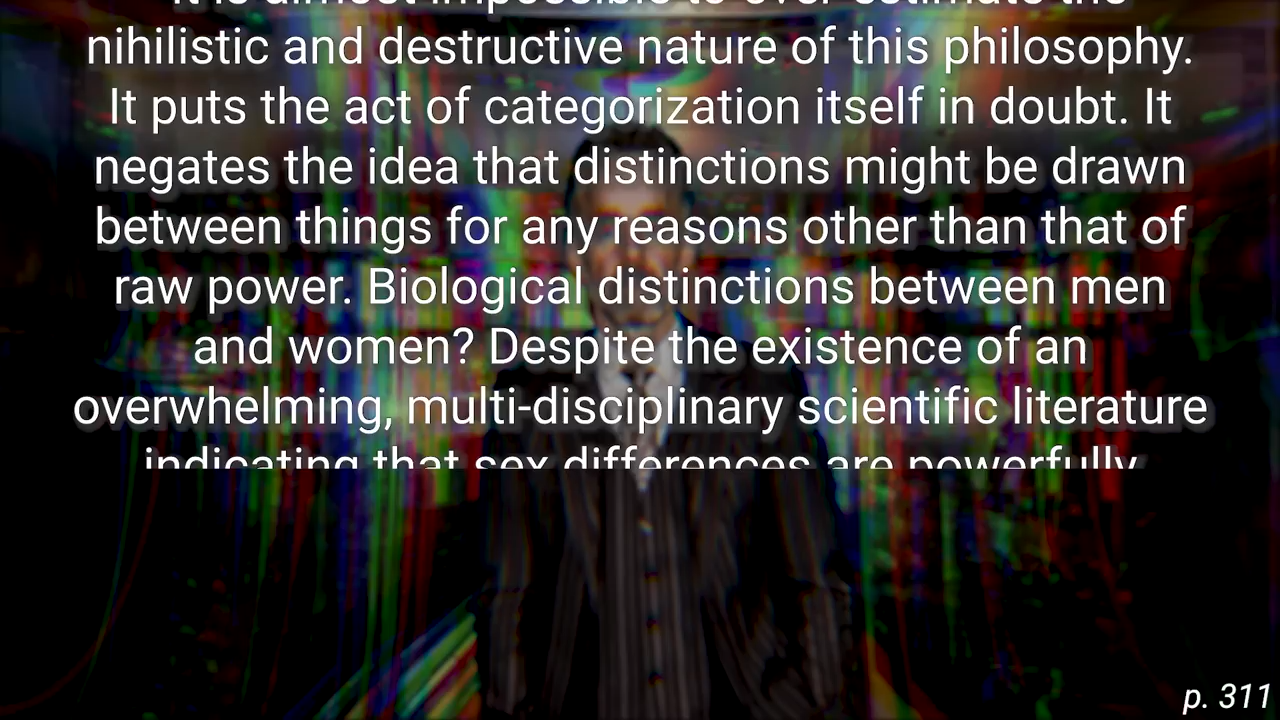 It is almost impossible to over-estimate the
nihilistic and destructive nature of this philosophy.
It puts the act of categorization itself in doubt. It
negates the idea that distinctions might be drawn
between things for any reasons other than that of
raw power. Biological distinctions between men
and women? Despite the existence of an
overwhelming, multi-disciplinary scientific literature
indicating that sex differences are powerfully
p. 311